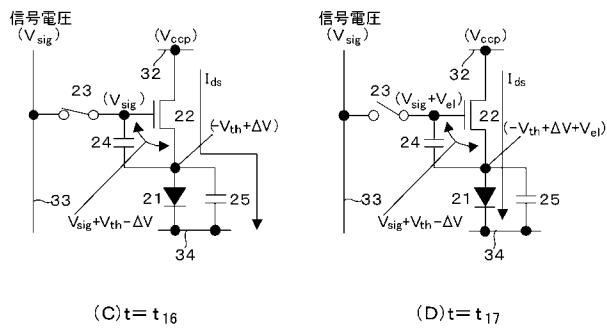 信号電圧
(Vsig)
(Vccp)
32
Ids
23
(Vsig)
22
24
(-Vth+ΔV)
21
25
33
Vsig+Vth-ΔV
34
(C)t= t16
信号電圧
(Vsig)
(Vccp)
32
Ids
23
(Vsig+Vel)
22
24
(-Vth+ΔV+Vel)
21
25
33
Vsig+Vth-ΔV
34
(D)t= t17